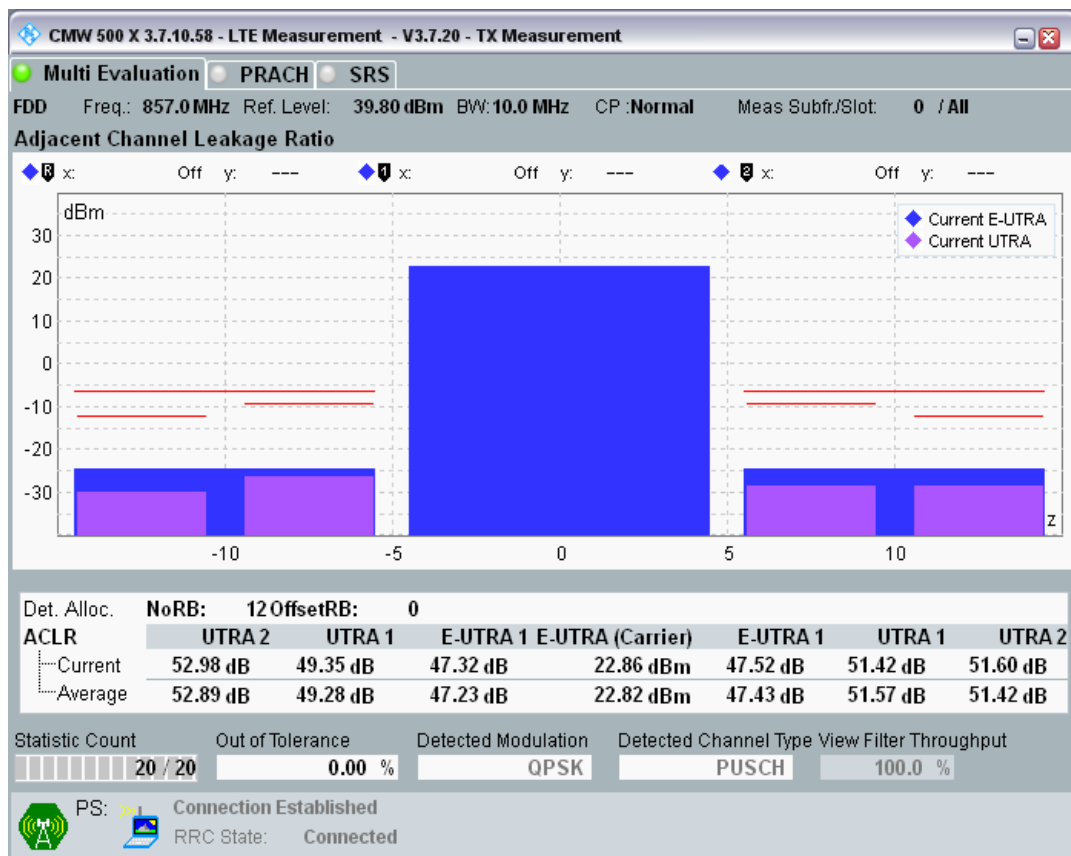 CMW 500 X 3.7.10.58 - LTE Measurement - V3.7.20 - TX Measurement
Multi Evaluation PRACH SRS
FDD Freq.: 857.0 MHz Ref. Level: 39.80 dBm BW: 10.0 MHz CP :Normal Meas Subfr./Slot: 0 / All
Adjacent Channel Leakage Ratio
R x: Off y: --- 1 x: Off y: --- 2 x: Off y: ---
dBm
Current E-UTRA
Current UTRA
30
20
10
0
-10
-20
-30
z
-10 -5 0 5 10
Det. Alloc. NoRB: 12 OffsetRB: 0
ACLR UTRA 2 UTRA 1 E-UTRA 1 E-UTRA (Carrier) E-UTRA 1 UTRA 1 UTRA 2
Current 52.98 dB 49.35 dB 47.32 dB 22.86 dBm 47.52 dB 51.42 dB 51.60 dB
Average 52.89 dB 49.28 dB 47.23 dB 22.82 dBm 47.43 dB 51.57 dB 51.42 dB
Statistic Count Out of Tolerance Detected Modulation Detected Channel Type View Filter Throughput
20 / 20 0.00 % QPSK PUSCH 100.0 %
PS: Connection Established
RRC State: Connected